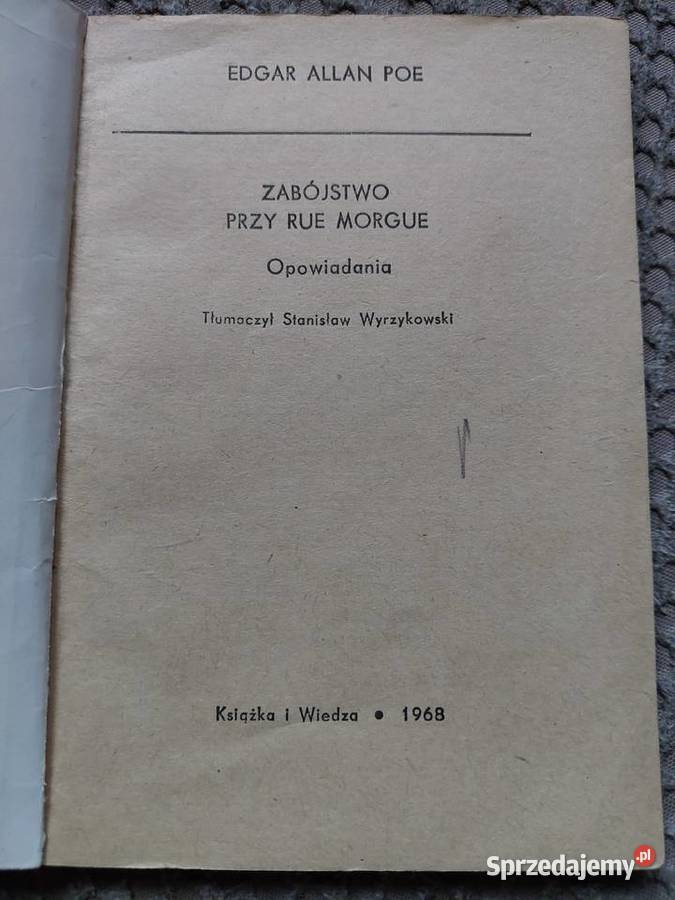 EDGAR ALLAN POE
ZABÓJSTWO
PRZY RUE MORGUE
Opowiadania
Tłumaczył Stanisław Wyrzykowski
Książka i Wiedza • 1968
Sprzedajemy.pl